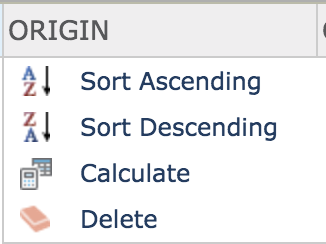 ORIGIN
Sort Ascending
Sort Descending
Calculate
Delete